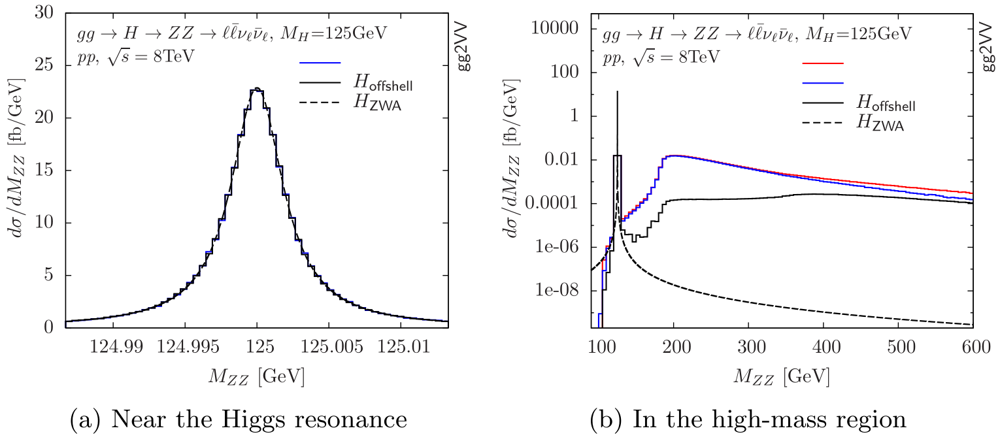 30
25
20
15
10
5
0
dσ/dM_ZZ [fb/GeV]
gg → H → ZZ → ℓℓ̄ν_ℓν̄_ℓ, M_H=125GeV
pp, √s = 8TeV
H_offshell
H_ZWA
gg2VV
124.99 124.995 125 125.005 125.01
M_ZZ [GeV]
(a) Near the Higgs resonance
10000
100
1
0.01
0.0001
1e-06
1e-08
dσ/dM_ZZ [fb/GeV]
gg → H → ZZ → ℓℓ̄ν_ℓν̄_ℓ, M_H=125GeV
pp, √s = 8TeV
H_offshell
H_ZWA
gg2VV
100 200 300 400 500 600
M_ZZ [GeV]
(b) In the high-mass region